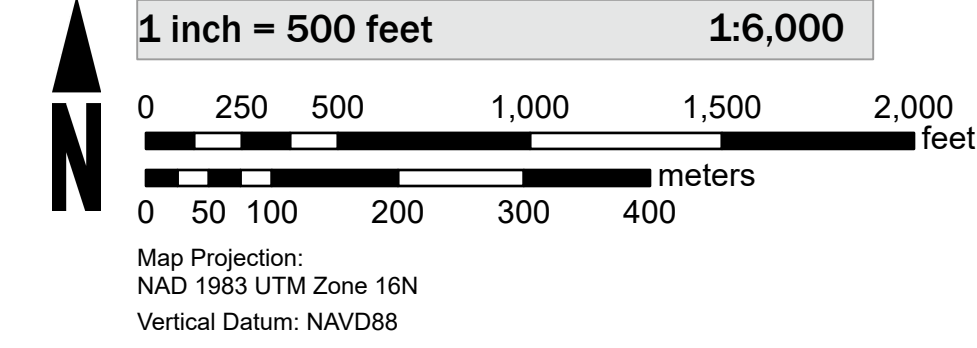 1 inch = 500 feet 1:6,000
N
0 250 500 1,000 1,500 2,000
feet
meters
0 50 100 200 300 400
Map Projection:
NAD 1983 UTM Zone 16N
Vertical Datum: NAVD88